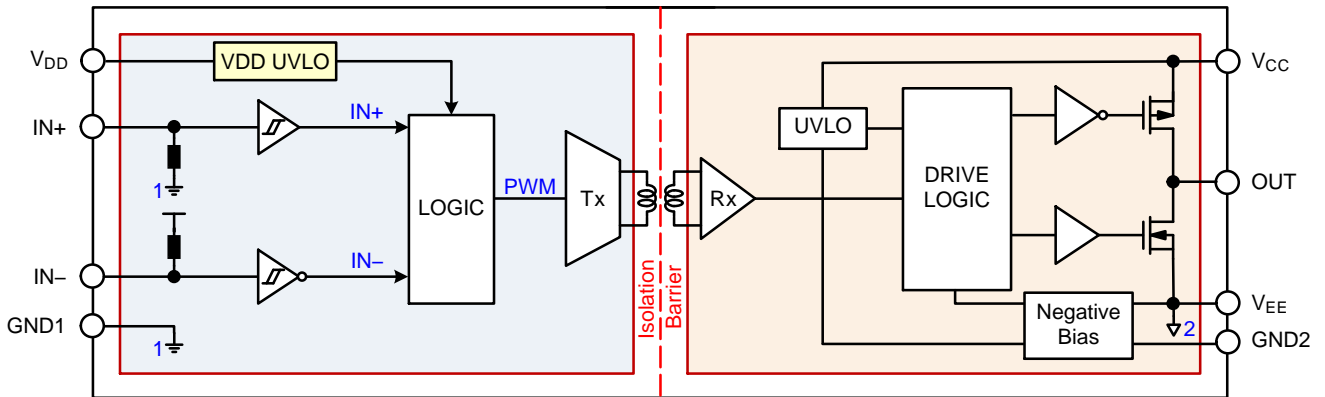 VDD
VDD UVLO
VCC
IN+
IN+
UVLO
1
PWM
LOGIC
Tx
Rx
DRIVE
LOGIC
OUT
IN−
IN−
GND1
1
Isolation
Barrier
Negative
Bias
VEE
2
GND2